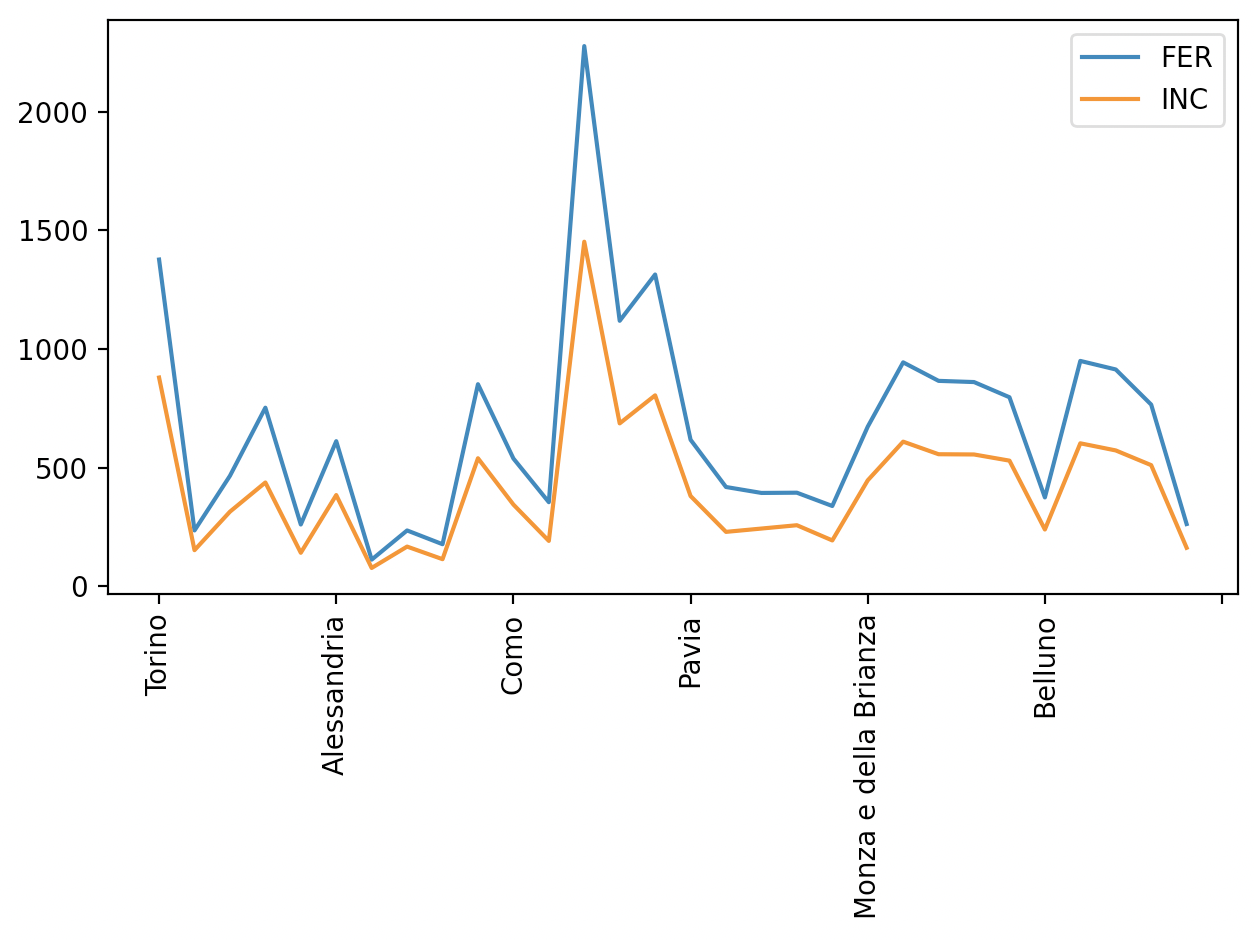 FER
INC
2000
1500
1000
500
0
Torino
Alessandria
Como
Pavia
Monza e della Brianza
Belluno